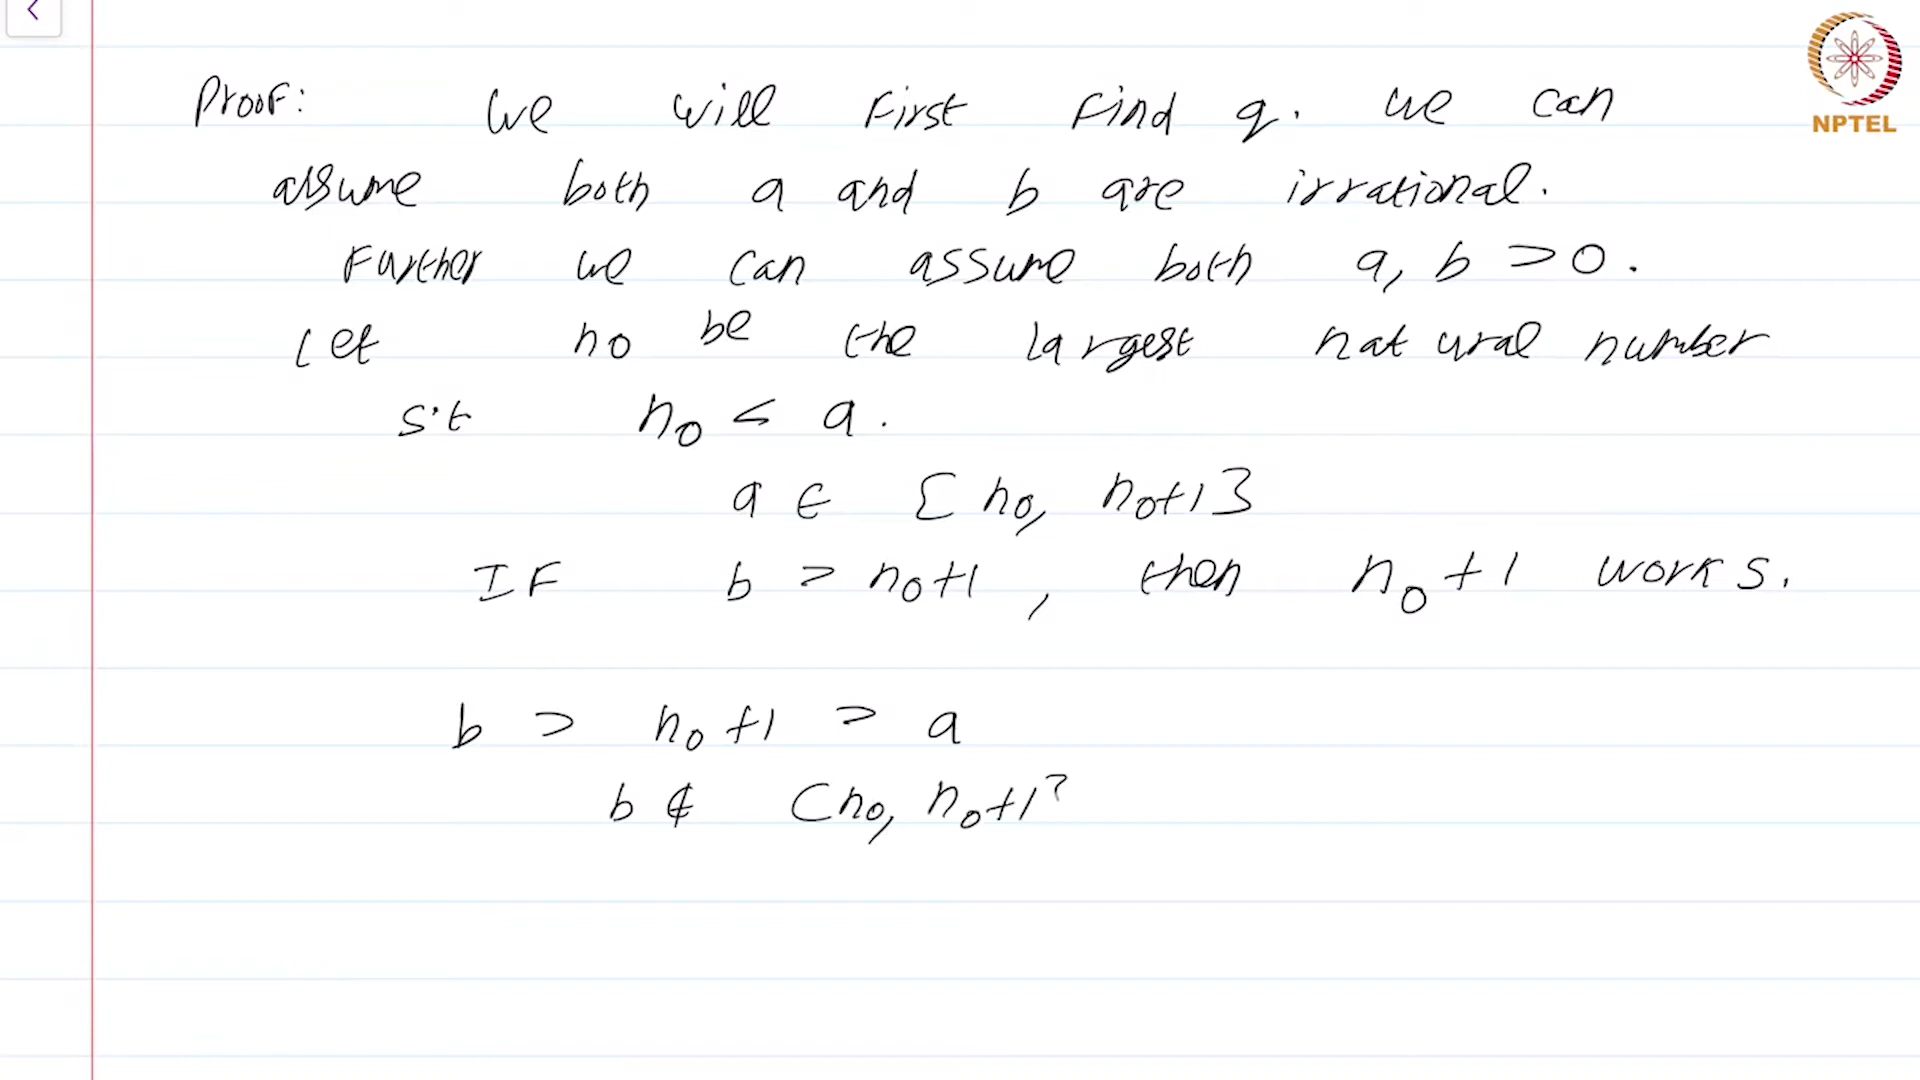 NPTEL
Proof: we will first find q. we can
assume both a and b are irrational.
Further we can assume both a, b > 0.
Let n₀ be the largest natural number
s.t n₀ < a.
a ∈ [n₀, n₀+1]
IF b > n₀+1, then n₀+1 works.
b > n₀+1 > a
b ∉ (n₀, n₀+1)